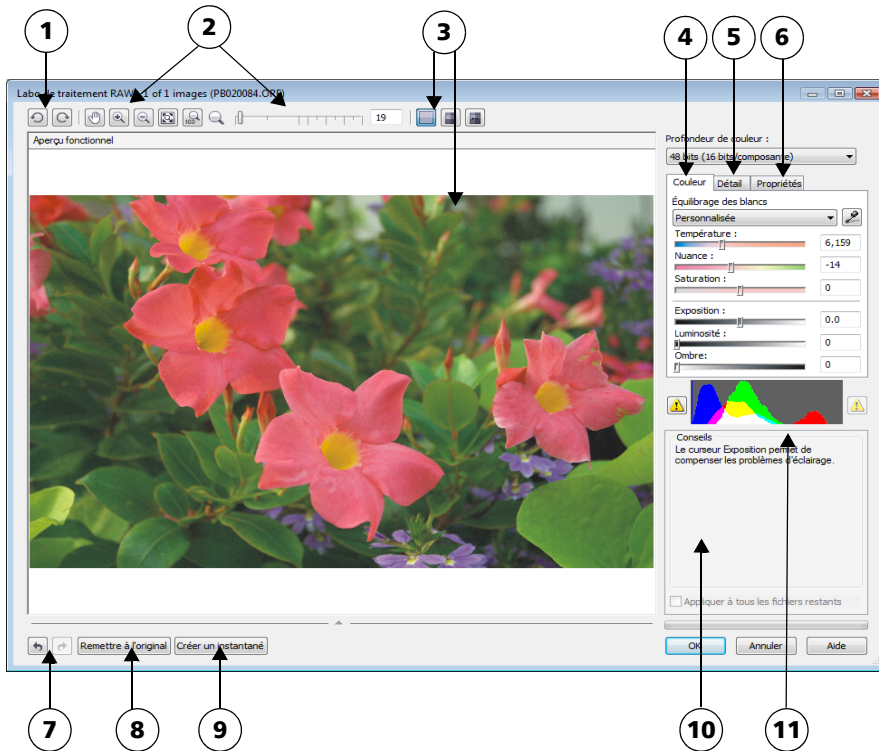 1
2
3
4
5
6
Labo de traitement RAW : 1 of 1 images (PB020084.ORF)
100
19
Aperçu fonctionnel
Profondeur de couleur :
48 bits (16 bits/composante)
Couleur
Détail
Propriétés
Équilibrage des blancs
Personnalisée
Température :
6,159
Nuance :
-14
Saturation :
0
Exposition :
0.0
Luminosité :
0
Ombre:
0
Conseils
Le curseur Exposition permet de
compenser les problèmes d'éclairage.
Appliquer à tous les fichiers restants
Remettre à l'original
Créer un instantané
OK
Annuler
Aide
7
8
9
10
11